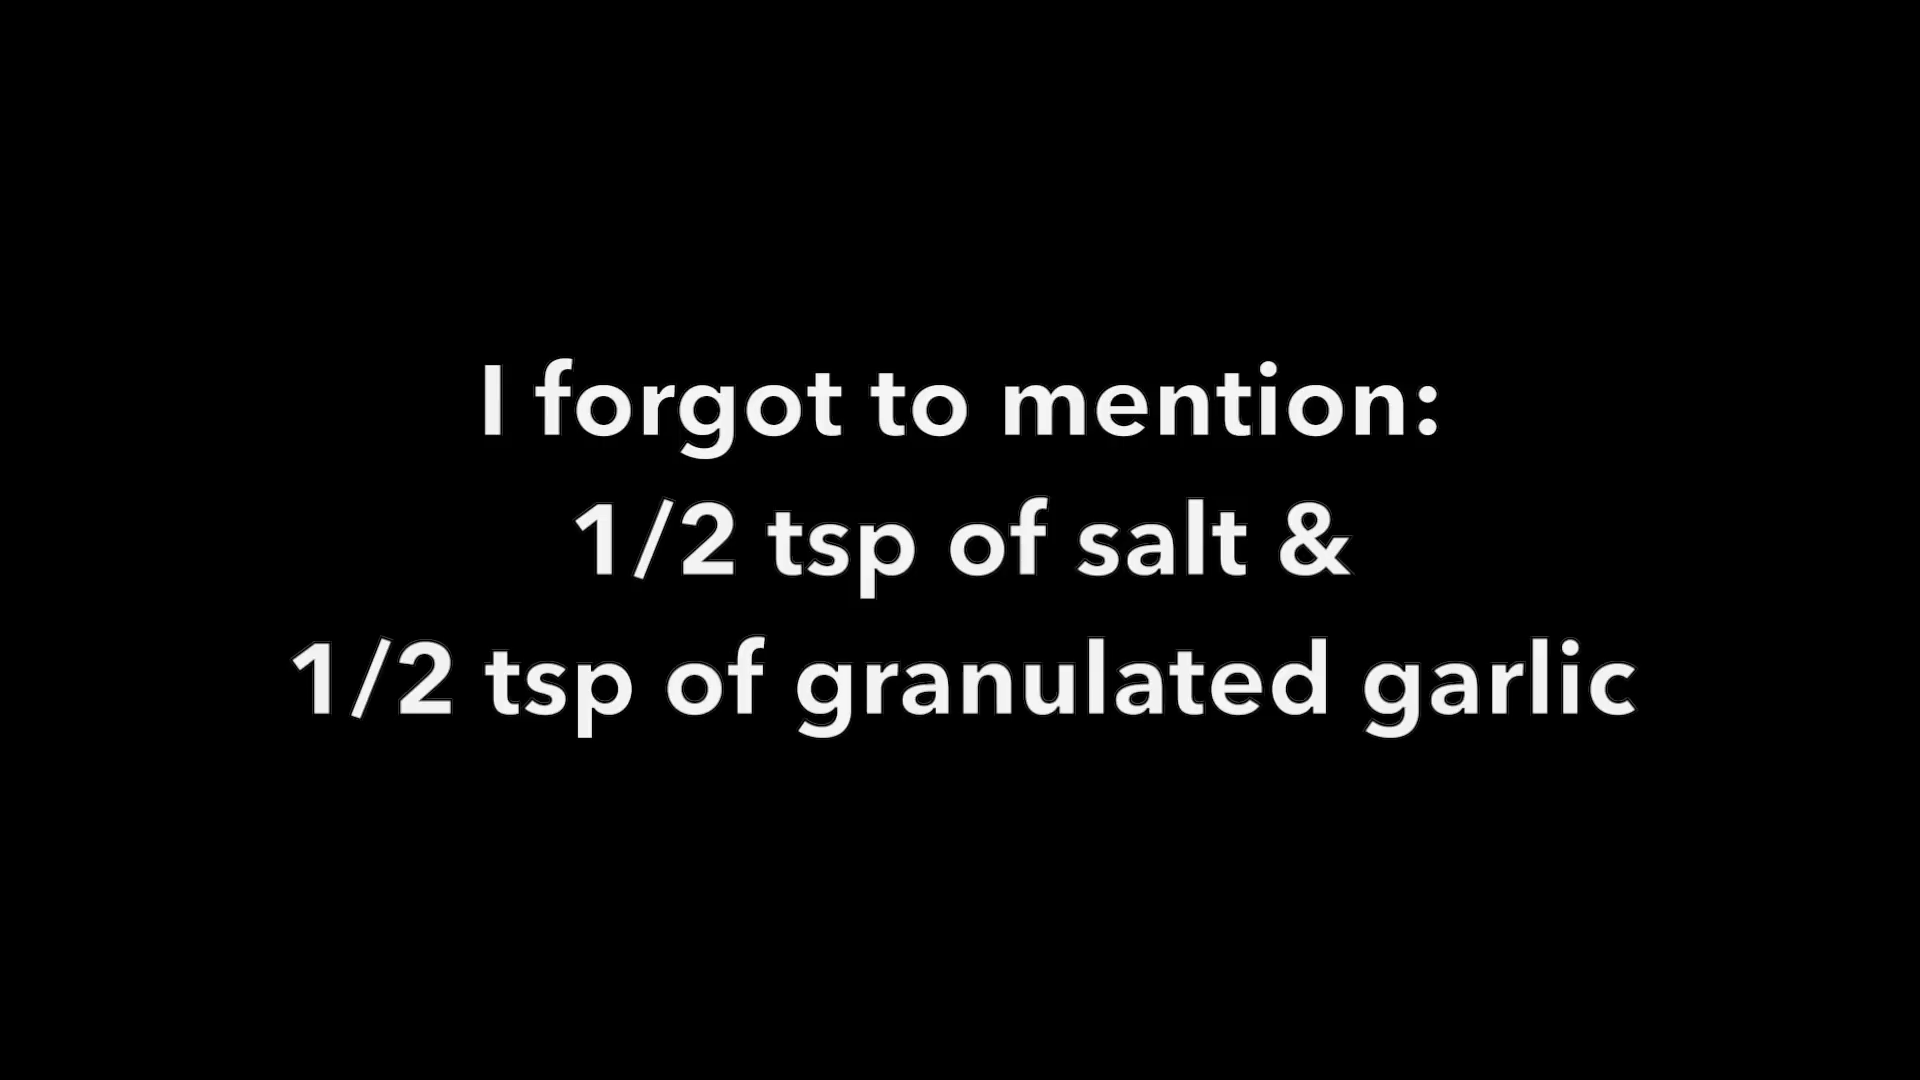 I forgot to mention:
1/2 tsp of salt &
1/2 tsp of granulated garlic